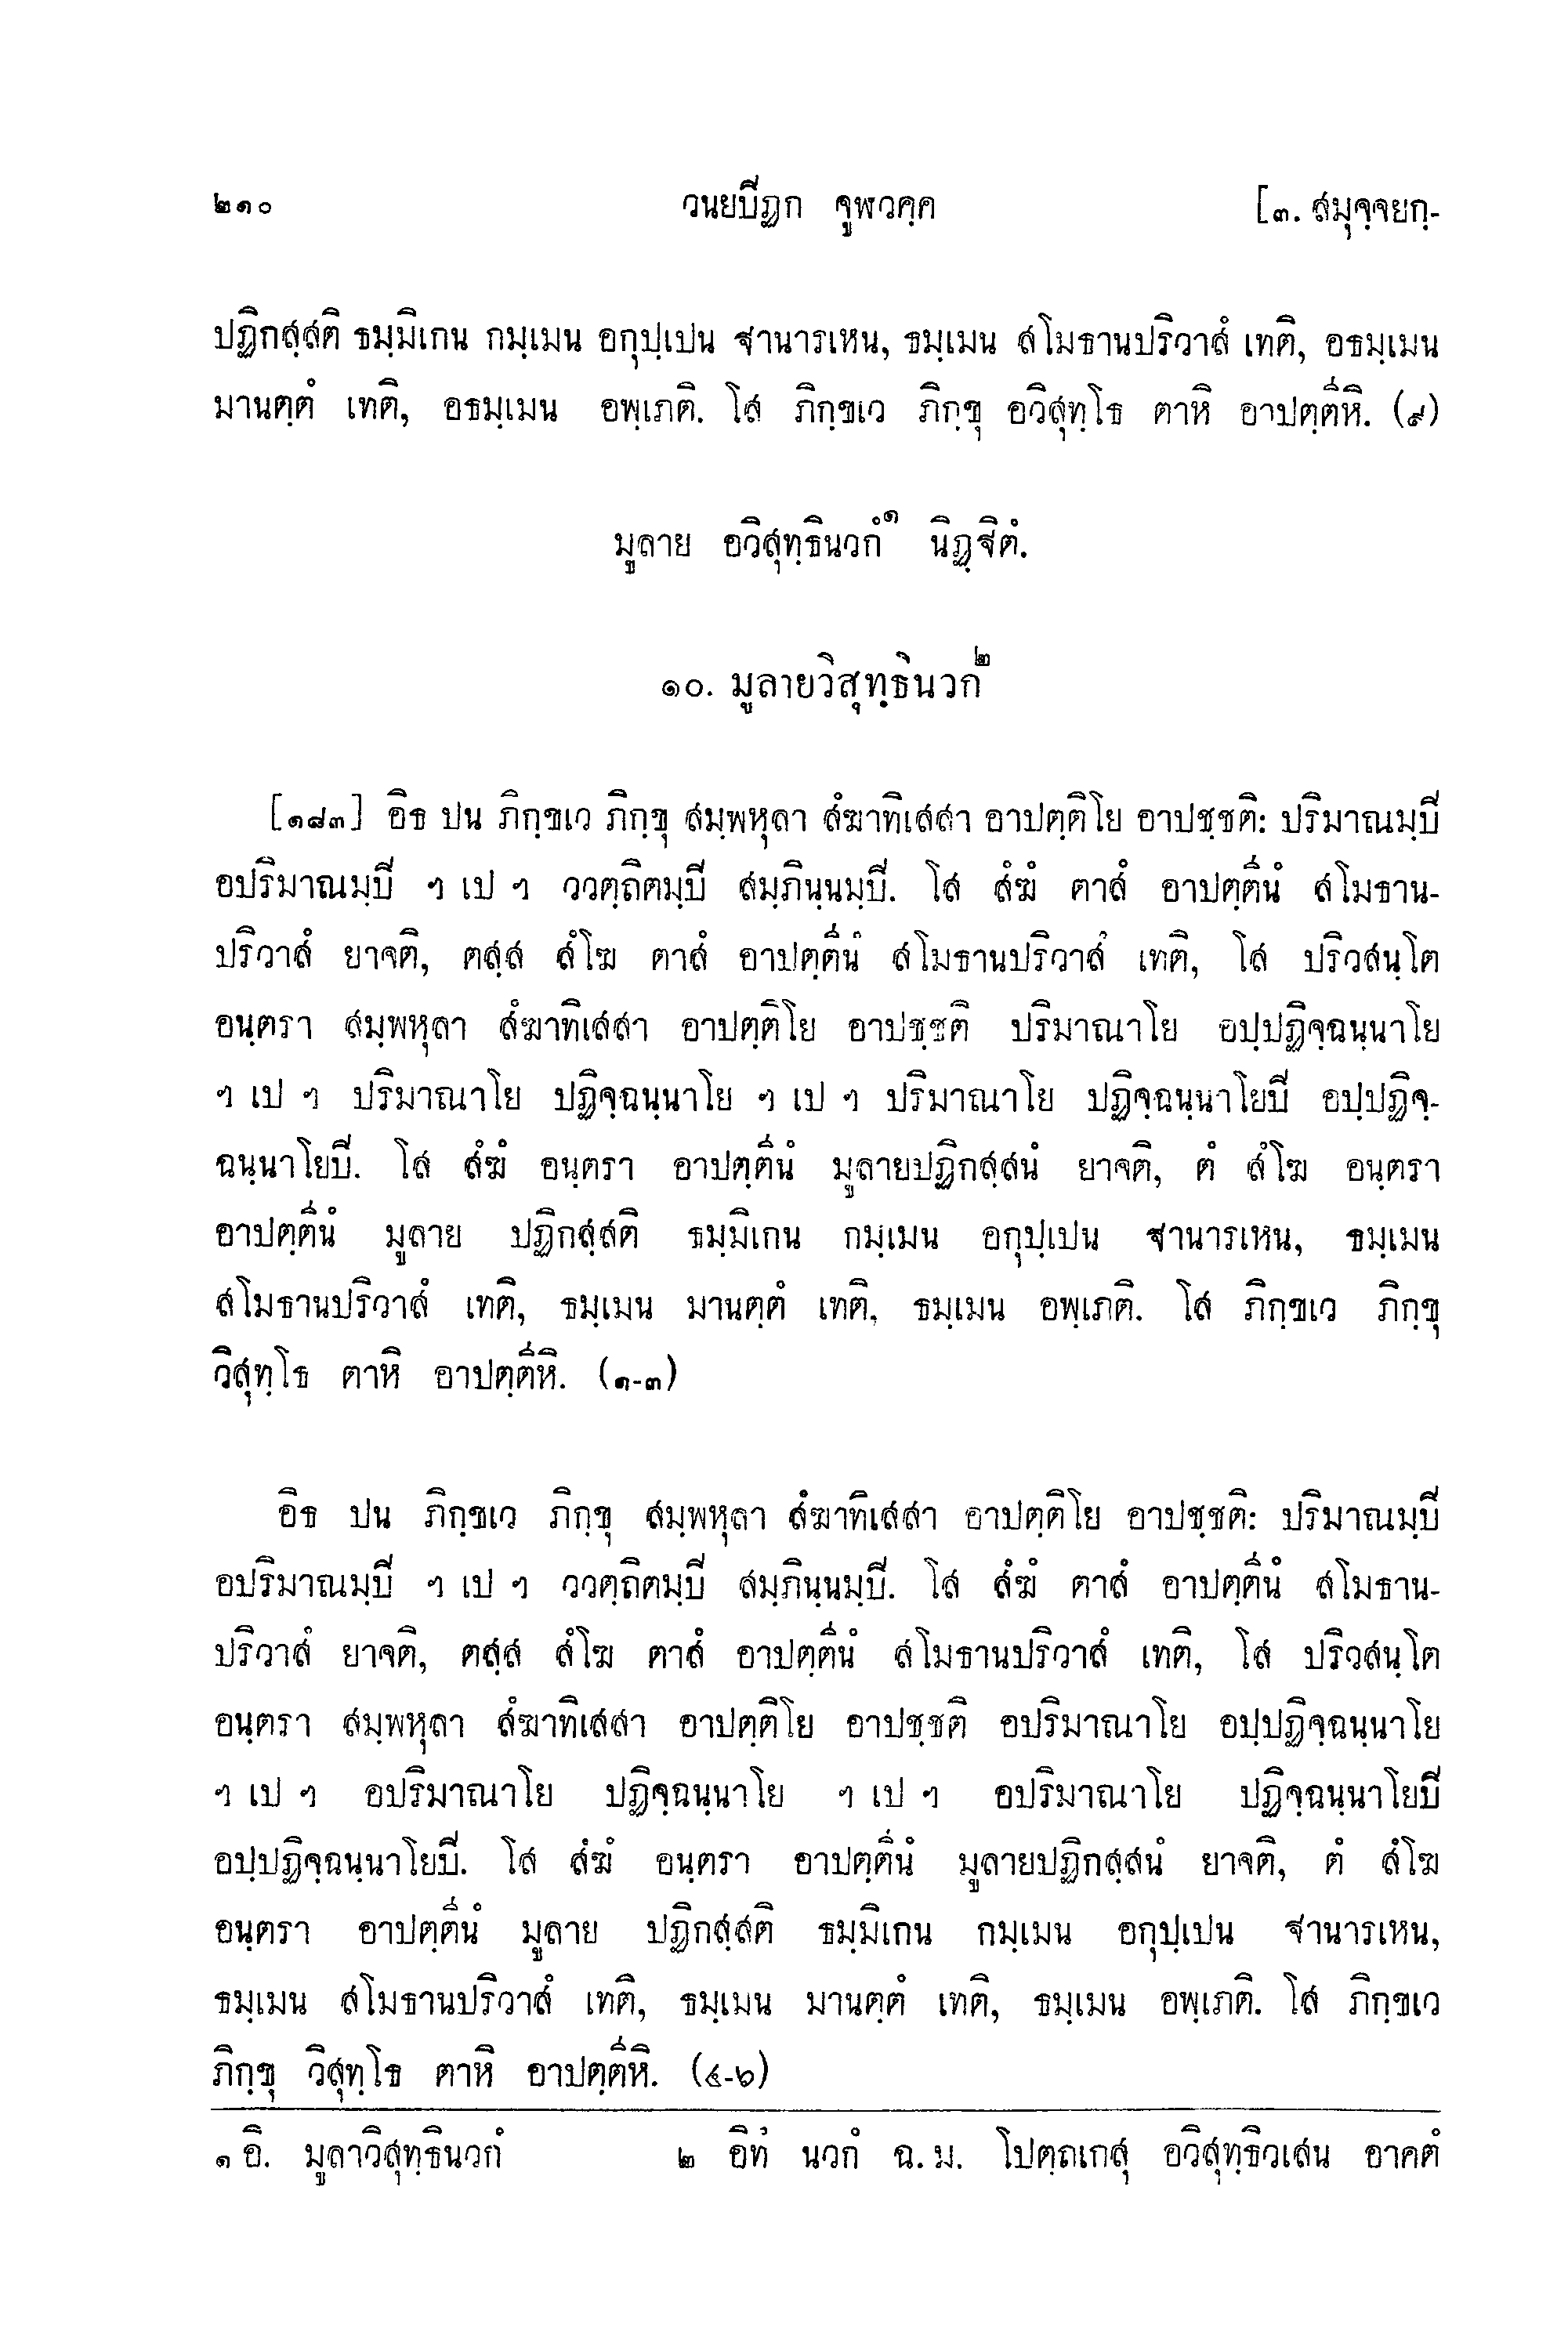 ๒๑๐ วินยปีฏก จูฬวคฺค [๓. สมุจฺจยกฺ-
ปฏิกสฺสติ ธมฺมิเกน กมฺเมน อกุปฺเปน ฐานารเหน, ธมฺเมน สโมธานปริวาสํ เทติ, อธมฺเมน
มานตฺตํ เทติ, อธมฺเมน อพฺเภติ. โส ภิกฺขเว ภิกฺขุ อวิสุทฺโธ ตาหิ อาปตฺตีหิ. (๙)
มูลาย อวิสุทฺธินวกํ๑ นิฏฺฐิตํ.
๑๐. มูลายวิสุทฺธินวก๒
[๑๘๓] อิธ ปน ภิกฺขเว ภิกฺขุ สมฺพหุลา สํฆาทิเสสา อาปตฺติโย อาปชฺชติ: ปริมาณมฺปี
อปริมาณมฺปี ฯ เป ฯ ววตฺถิตมฺปี สมฺภินฺนมฺปี. โส สํฆํ ตาสํ อาปตฺตีนํ สโมธาน-
ปริวาสํ ยาจติ, ตสฺส สํโฆ ตาสํ อาปตฺตีนํ สโมธานปริวาสํ เทติ, โส ปริวสนฺโต
อนฺตรา สมฺพหุลา สํฆาทิเสสา อาปตฺติโย อาปชฺชติ ปริมาณาโย อปฺปฏิจฺฉนฺนาโย
ฯ เป ฯ ปริมาณาโย ปฏิจฺฉนฺนาโย ฯ เป ฯ ปริมาณาโย ปฏิจฺฉนฺนาโยปี อปฺปฏิจฺ-
ฉนฺนาโยปี. โส สํฆํ อนฺตรา อาปตฺตีนํ มูลายปฏิกสฺสนํ ยาจติ, ตํ สํโฆ อนฺตรา
อาปตฺตีนํ มูลาย ปฏิกสฺสติ ธมฺมิเกน กมฺเมน อกุปฺเปน ฐานารเหน, ธมฺเมน
สโมธานปริวาสํ เทติ, ธมฺเมน มานตฺตํ เทติ, ธมฺเมน อพฺเภติ. โส ภิกฺขเว ภิกฺขุ
วิสุทฺโธ ตาหิ อาปตฺตีหิ. (๑-๓)
อิธ ปน ภิกฺขเว ภิกฺขุ สมฺพหุลา สํฆาทิเสสา อาปตฺติโย อาปชฺชติ: ปริมาณมฺปี
อปริมาณมฺปี ฯ เป ฯ ววตฺถิตมฺปี สมฺภินฺนมฺปี. โส สํฆํ ตาสํ อาปตฺตีนํ สโมธาน-
ปริวาสํ ยาจติ, ตสฺส สํโฆ ตาสํ อาปตฺตีนํ สโมธานปริวาสํ เทติ, โส ปริวสนฺโต
อนฺตรา สมฺพหุลา สํฆาทิเสสา อาปตฺติโย อาปชฺชติ อปริมาณาโย อปฺปฏิจฺฉนฺนาโย
ฯ เป ฯ อปริมาณาโย ปฏิจฺฉนฺนาโย ฯ เป ฯ อปริมาณาโย ปฏิจฺฉนฺนาโยปี
อปฺปฏิจฺฉนฺนาโยปี. โส สํฆํ อนฺตรา อาปตฺตีนํ มูลายปฏิกสฺสนํ ยาจติ, ตํ สํโฆ
อนฺตรา อาปตฺตีนํ มูลาย ปฏิกสฺสติ ธมฺมิเกน กมฺเมน อกุปฺเปน ฐานารเหน,
ธมฺเมน สโมธานปริวาสํ เทติ, ธมฺเมน มานตฺตํ เทติ, ธมฺเมน อพฺเภติ. โส ภิกฺขเว
ภิกฺขุ วิสุทฺโธ ตาหิ อาปตฺตีหิ. (๔-๖)
๑ อิ. มูลาวิสุทฺธินวกํ ๒ อิทํ นวกํ ฉ. ม. โปตฺถเกสุ อวิสุทฺธิวเสน อาคตํ